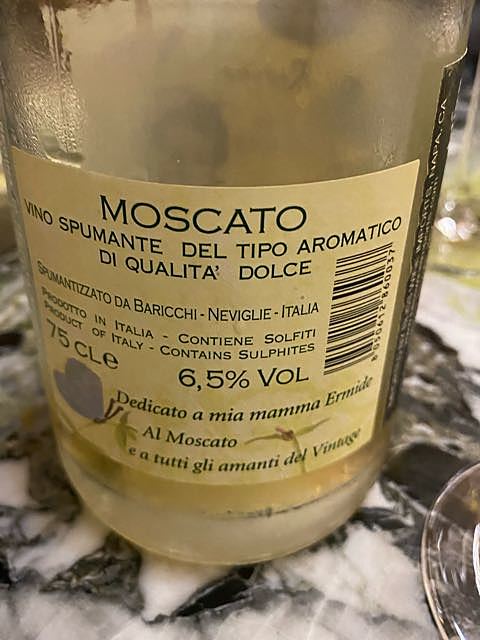 MOSCATO
VINO SPUMANTE DEL TIPO AROMATICO
DI QUALITA' DOLCE
SPUMANTIZZATO DA BARICCHI - NEVIGLIE - ITALIA
PRODOTTO IN ITALIA - CONTIENE SOLFITI
PRODUCT OF ITALY - CONTAINS SULPHITES
75 CLe
6,5% VOL
Dedicato a mia mamma Ermide
Al Moscato
e a tutti gli amanti del Vintage
NAPA, CA